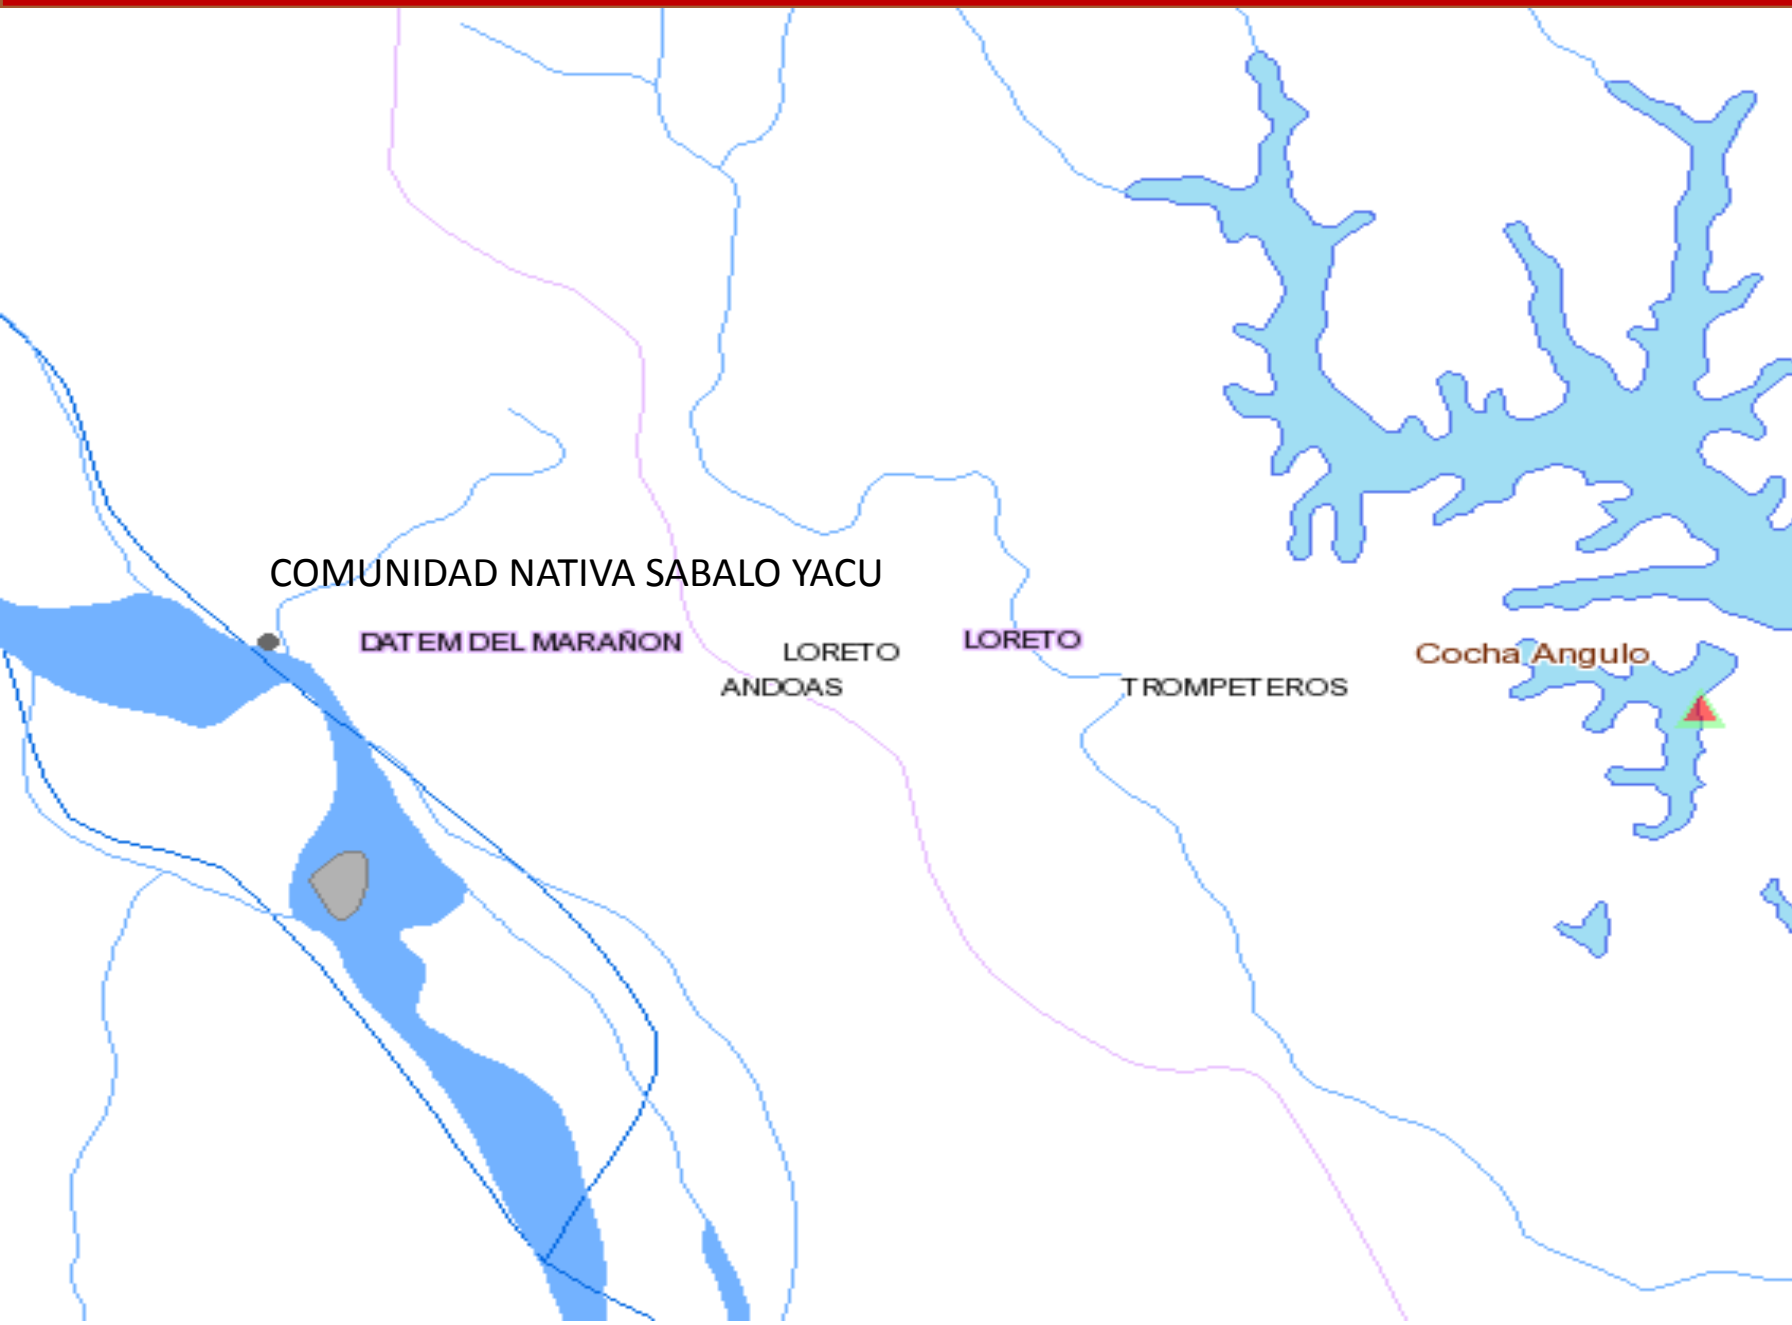 COMUNIDAD NATIVA SABALO YACU
DATEM DEL MARAÑON
LORETO
LORETO
Cocha Angulo
ANDOAS
TROMPETEROS